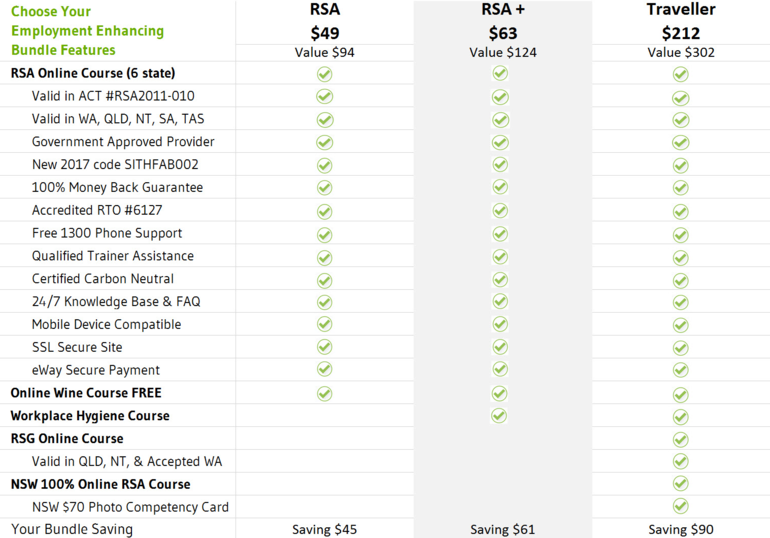 Choose Your RSA RSA + Traveller
Employment Enhancing $49 $63 $212
Bundle Features Value $94 Value $124 Value $302
RSA Online Course (6 state)
Valid in ACT #RSA2011-010
Valid in WA, QLD, NT, SA, TAS
Government Approved Provider
New 2017 code SITHFAB002
100% Money Back Guarantee
Accredited RTO #6127
Free 1300 Phone Support
Qualified Trainer Assistance
Certified Carbon Neutral
24/7 Knowledge Base & FAQ
Mobile Device Compatible
SSL Secure Site
eWay Secure Payment
Online Wine Course FREE
Workplace Hygiene Course
RSG Online Course
Valid in QLD, NT, & Accepted WA
NSW 100% Online RSA Course
NSW $70 Photo Competency Card
Your Bundle Saving Saving $45 Saving $61 Saving $90